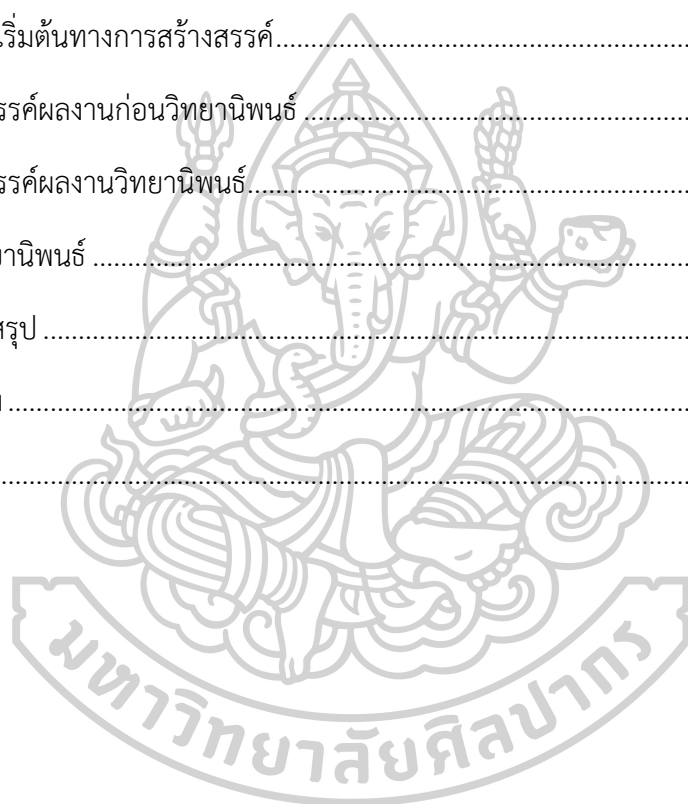 เริ่มต้นทางการสร้างสรรค์
รรค์ผลงานก่อนวิทยานิพนธ์
รรค์ผลงานวิทยานิพนธ์
านิพนธ์
สรุป
มหาวิทยาลัยศิลปากร